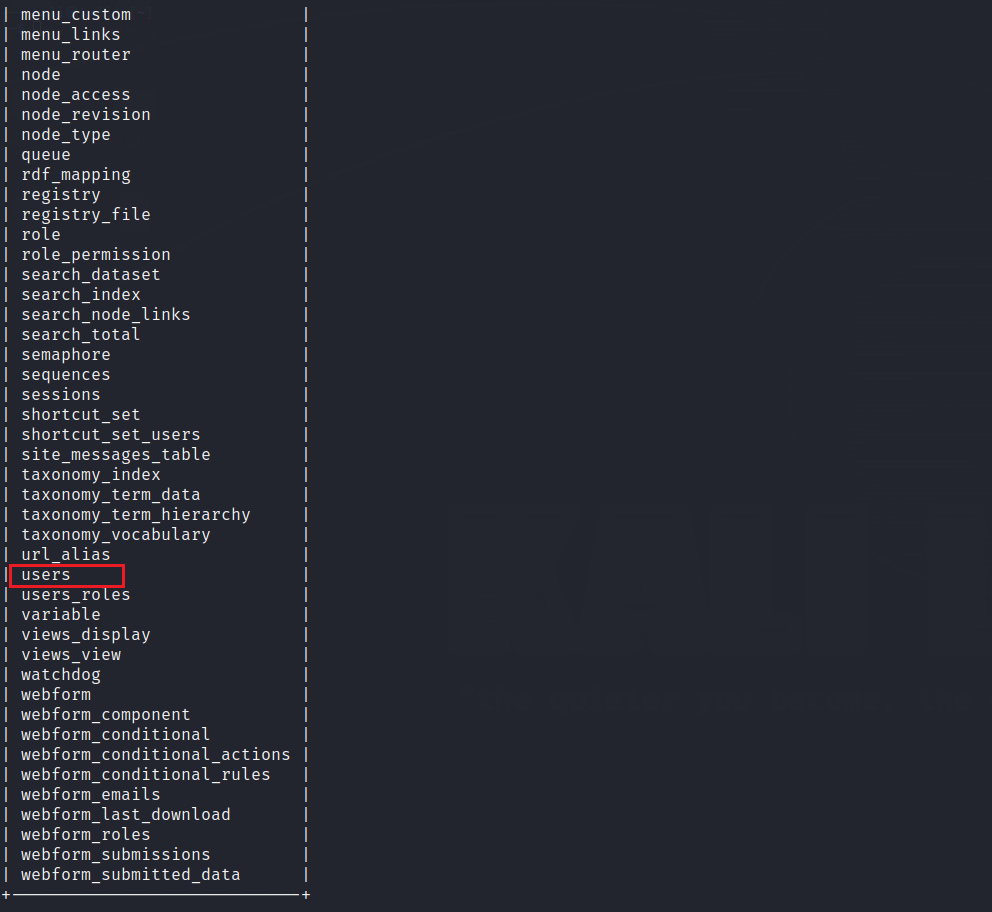 | menu_custom |
| menu_links |
| menu_router |
| node |
| node_access |
| node_revision |
| node_type |
| queue |
| rdf_mapping |
| registry |
| registry_file |
| role |
| role_permission |
| search_dataset |
| search_index |
| search_node_links |
| search_total |
| semaphore |
| sequences |
| sessions |
| shortcut_set |
| shortcut_set_users |
| site_messages_table |
| taxonomy_index |
| taxonomy_term_data |
| taxonomy_term_hierarchy |
| taxonomy_vocabulary |
| url_alias |
| users |
| users_roles |
| variable |
| views_display |
| views_view |
| watchdog |
| webform |
| webform_component |
| webform_conditional |
| webform_conditional_actions |
| webform_conditional_rules |
| webform_emails |
| webform_last_download |
| webform_roles |
| webform_submissions |
| webform_submitted_data |
+-----------------------------+